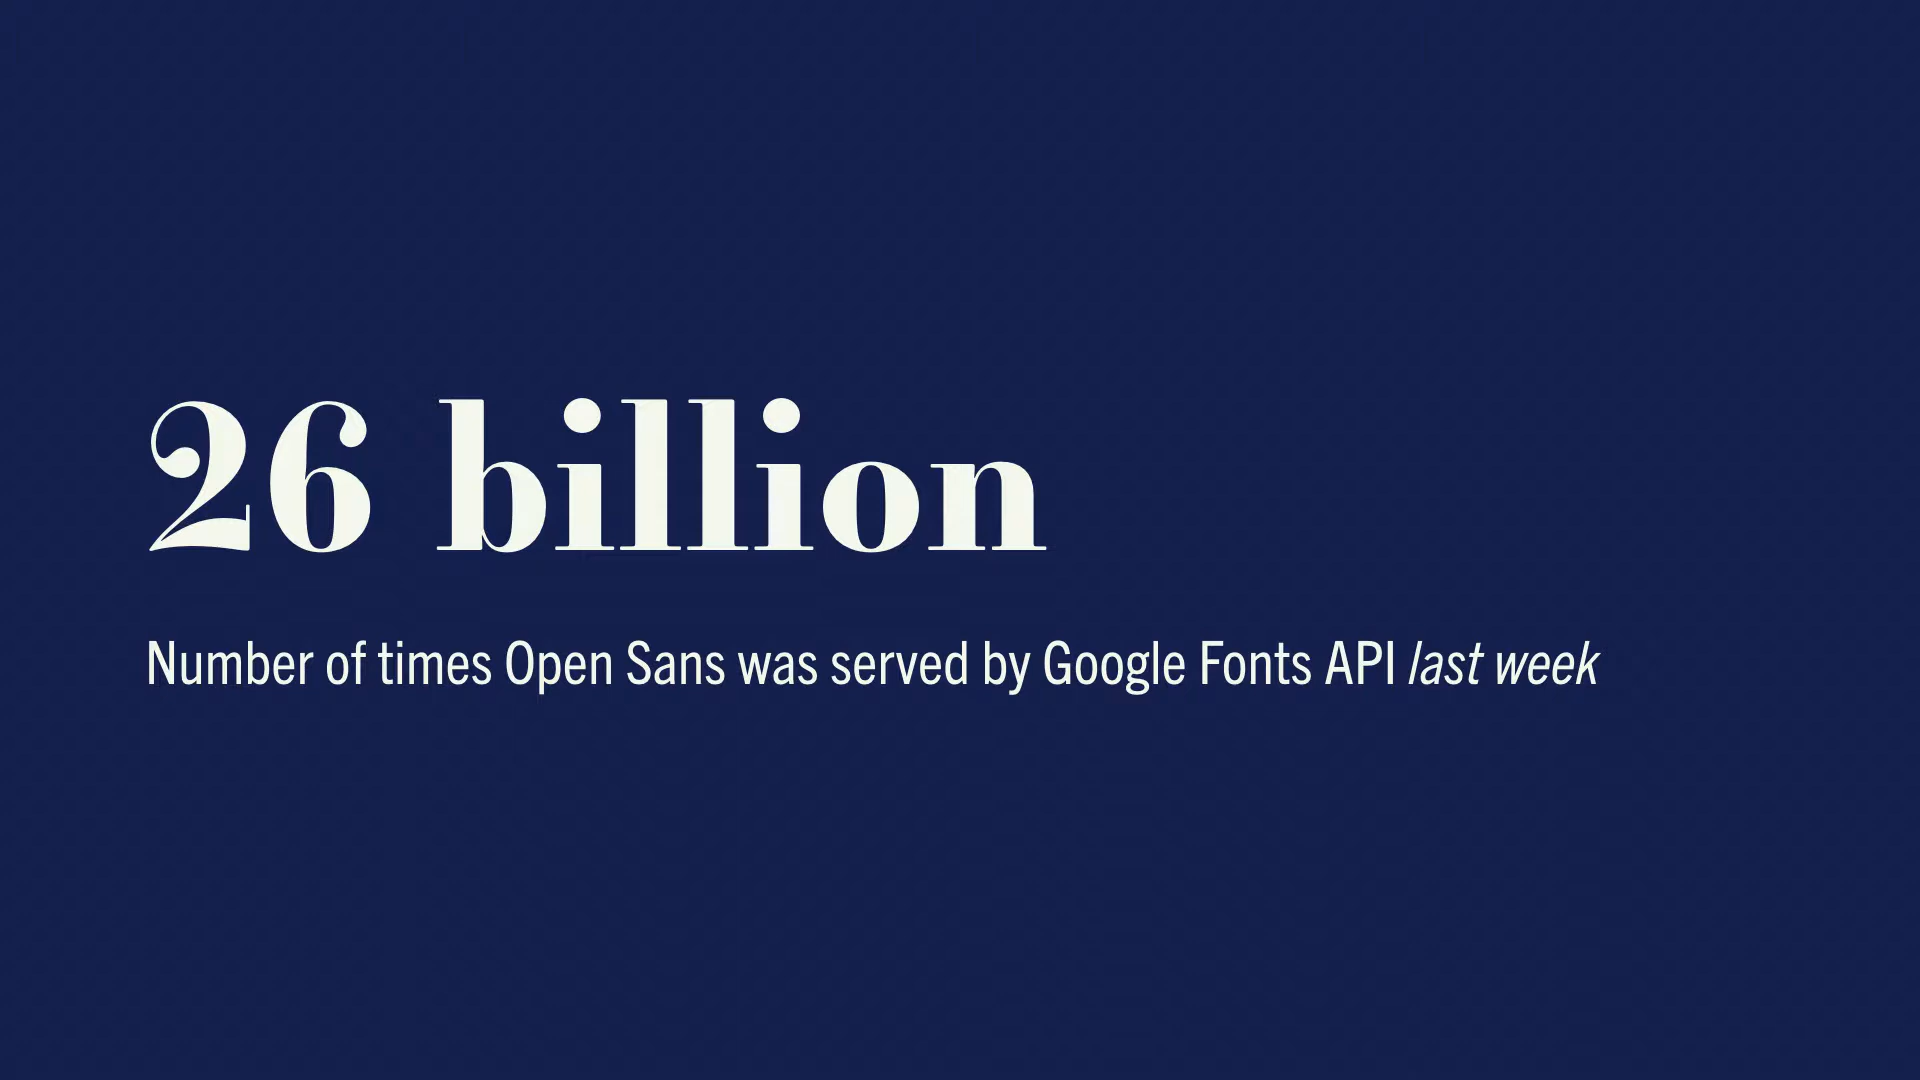 26 billion
Number of times Open Sans was served by Google Fonts API last week